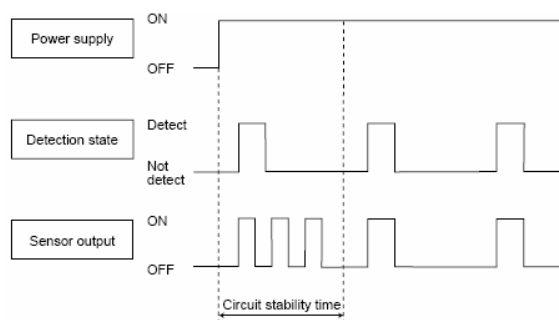 Power supply
ON
OFF
Detection state
Detect
Not
detect
Sensor output
ON
OFF
Circuit stability time